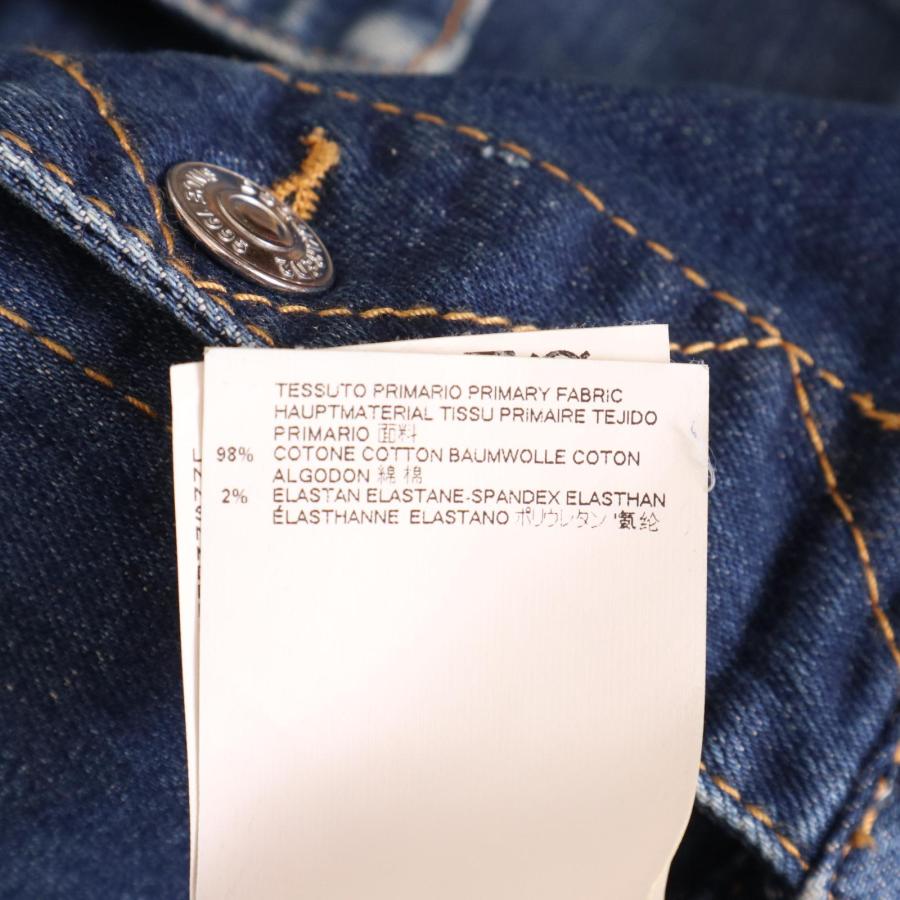 TESSUTO PRIMARIO PRIMARY FABRIC
HAUPTMATERIAL TISSU PRIMAIRE TEJIDO
PRIMARIO 面料
98% COTONE COTTON BAUMWOLLE COTON
ALGODON 綿 棉
2% ELASTAN ELASTANE-SPANDEX ELASTHAN
ÉLASTHANNE ELASTANO ポリウレタン 氨纶